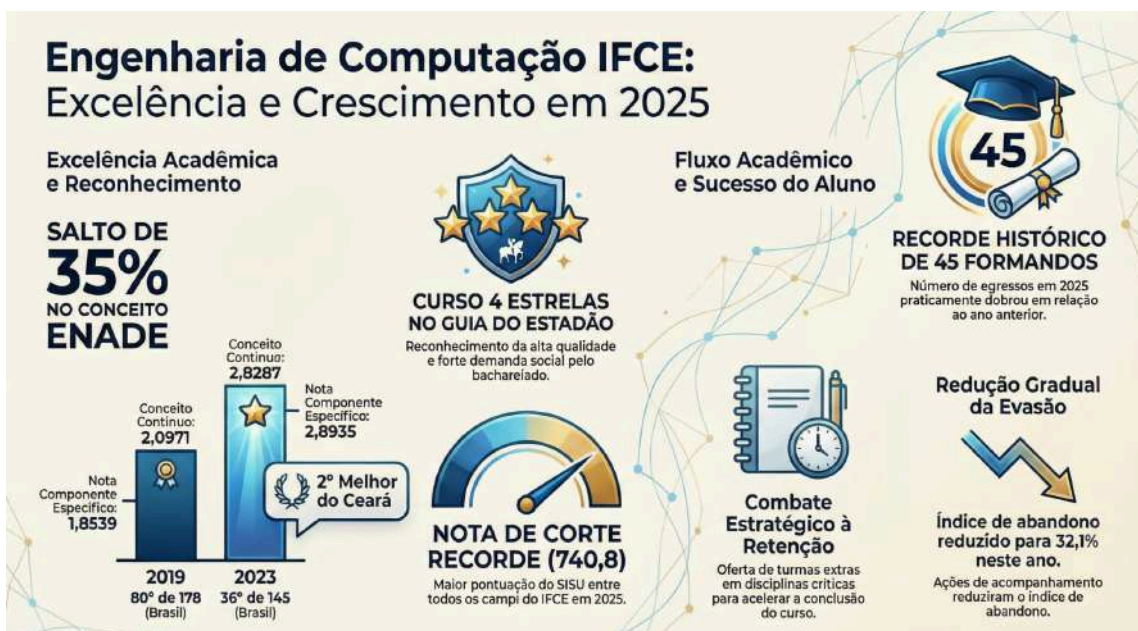 Engenharia de Computação IFCE:
Excelência e Crescimento em 2025
Excelência Acadêmica
e Reconhecimento
SALTO DE
35%
NO CONCEITO
ENADE
Conceito
Continuo:
2,0971
Nota
Componente
Específico:
1,8539
Conceito
Continuo:
2,8287
Nota
Componente
Específico:
2,8935
2º Melhor
do Ceará
2019
80° de 178
(Brasil)
2023
36° de 145
(Brasil)
CURSO 4 ESTRELAS
NO GUIA DO ESTADÃO
Reconhecimento da alta qualidade
e forte demanda social pelo
bachareiado.
NOTA DE CORTE
RECORDE (740,8)
Maior pontuação do SISU entre
todos os campi do IFCE em 2025.
Fluxo Acadêmico
e Sucesso do Aluno
45
RECORDE HISTÓRICO
DE 45 FORMANDOS
Número de egressos em 2025
praticamente dobrou em relação
ao ano anterior.
Combate
Estratégico à
Retenção
Oferta de turmas extras
em disciplinas críticas
para acelerar a conclusão
do curso.
Redução Gradual
da Evasão
Índice de abandono
reduzido para 32,1%
neste ano.
Ações de acompanhamento
reduziram o índice de
abandono.